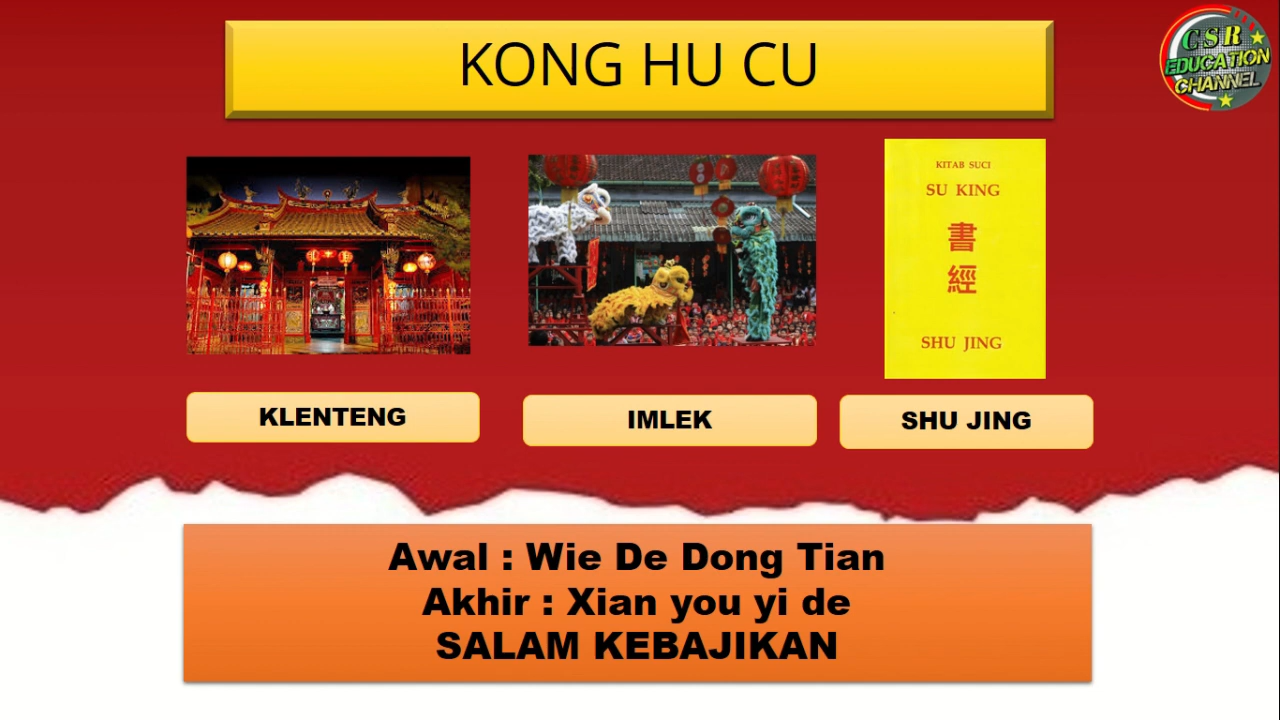 KONG HU CU
CSR
EDUCATION
CHANNEL
KITAB SUCI
SU KING
書
經
SHU JING
KLENTENG
IMLEK
SHU JING
Awal : Wie De Dong Tian
Akhir : Xian you yi de
SALAM KEBAJIKAN